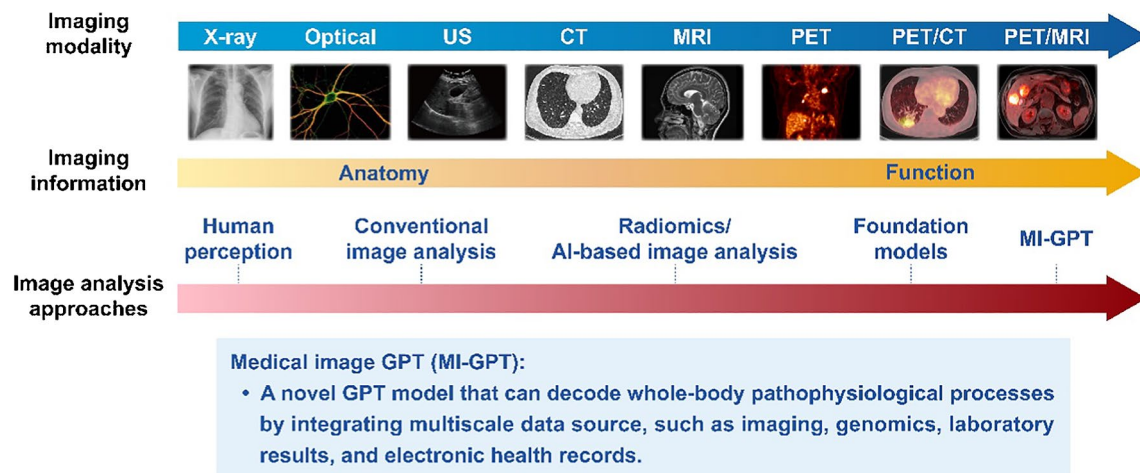 Imaging
modality
X-ray Optical US CT MRI PET PET/CT PET/MRI
Imaging
information
Anatomy Function
Human
perception
Conventional
image analysis
Radiomics/
AI-based image analysis
Foundation
models
MI-GPT
Image analysis
approaches
Medical image GPT (MI-GPT):
• A novel GPT model that can decode whole-body pathophysiological processes
by integrating multiscale data source, such as imaging, genomics, laboratory
results, and electronic health records.